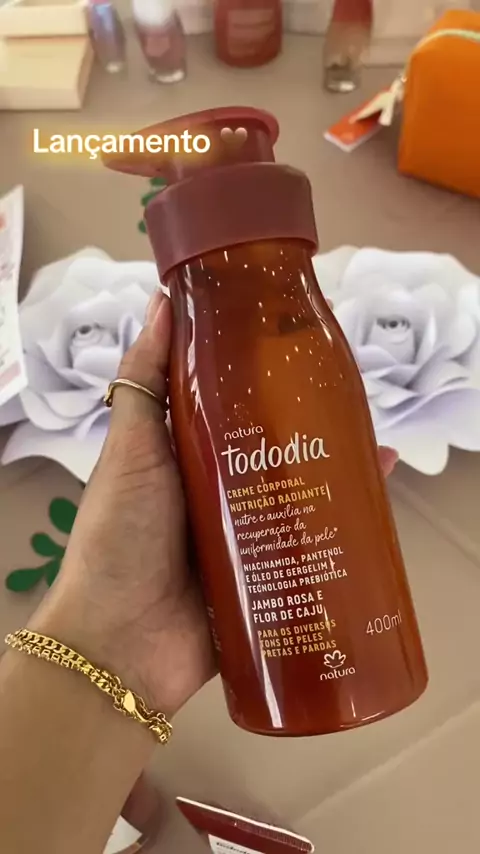 Lançamento 🤎
natura
tododia
CREME CORPORAL
NUTRIÇÃO RADIANTE
nutre e auxilia na
recuperação da
uniformidade da pele*
NIACINAMIDA, PANTENOL
E ÓLEO DE GERGELIM
TECNOLOGIA PREBIÓTICA
JAMBO ROSA E
FLOR DE CAJU
400ml
PARA OS DIVERSOS
TONS DE PELES
PRETAS E PARDAS
natura